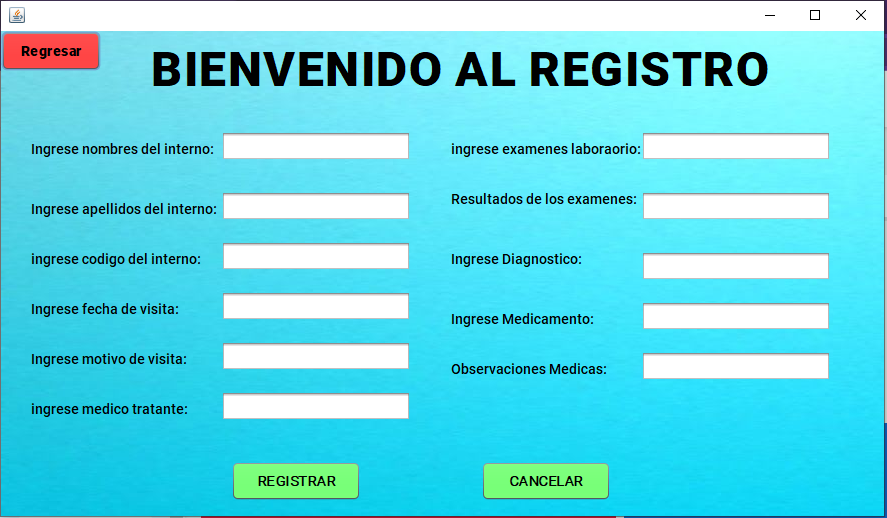 Regresar
BIENVENIDO AL REGISTRO
Ingrese nombres del interno:
Ingrese apellidos del interno:
ingrese codigo del interno:
Ingrese fecha de visita:
Ingrese motivo de visita:
ingrese medico tratante:
ingrese examenes laboraorio:
Resultados de los examenes:
Ingrese Diagnostico:
Ingrese Medicamento:
Observaciones Medicas:
REGISTRAR
CANCELAR